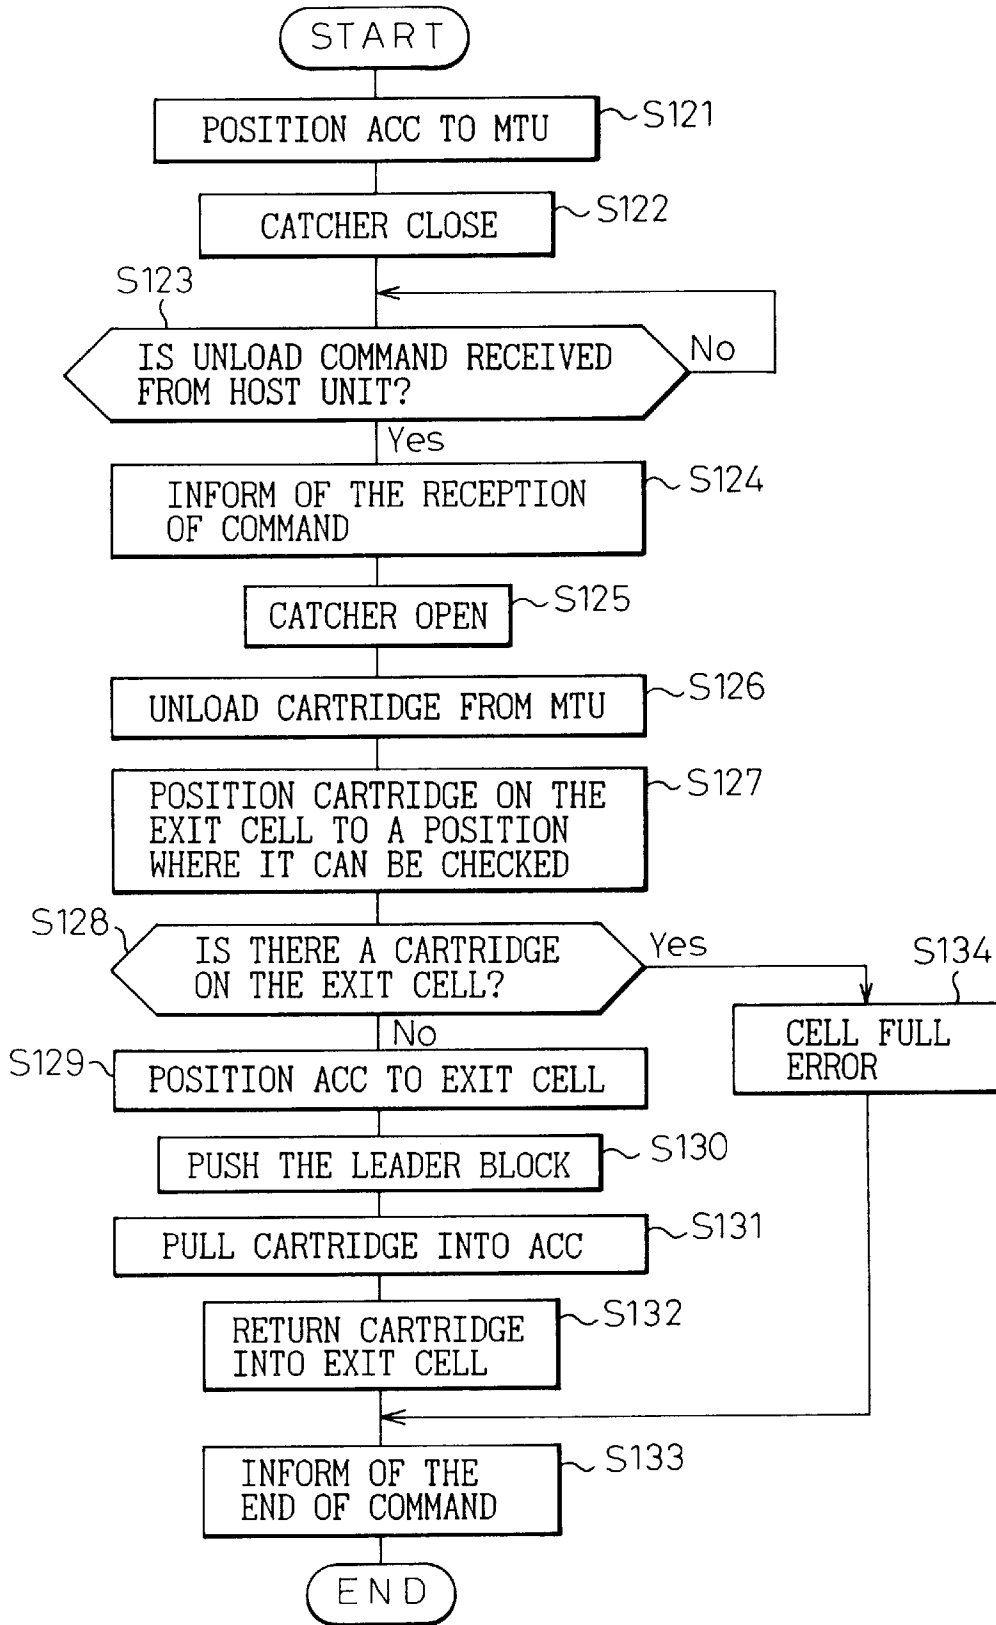 START
POSITION ACC TO MTU
S121
CATCHER CLOSE
S122
S123
IS UNLOAD COMMAND RECEIVED
FROM HOST UNIT?
No
Yes
INFORM OF THE RECEPTION
OF COMMAND
S124
CATCHER OPEN
S125
UNLOAD CARTRIDGE FROM MTU
S126
POSITION CARTRIDGE ON THE
EXIT CELL TO A POSITION
WHERE IT CAN BE CHECKED
S127
S128
IS THERE A CARTRIDGE
ON THE EXIT CELL?
Yes
No
S134
CELL FULL
ERROR
S129
POSITION ACC TO EXIT CELL
PUSH THE LEADER BLOCK
S130
PULL CARTRIDGE INTO ACC
S131
RETURN CARTRIDGE
INTO EXIT CELL
S132
INFORM OF THE
END OF COMMAND
S133
END